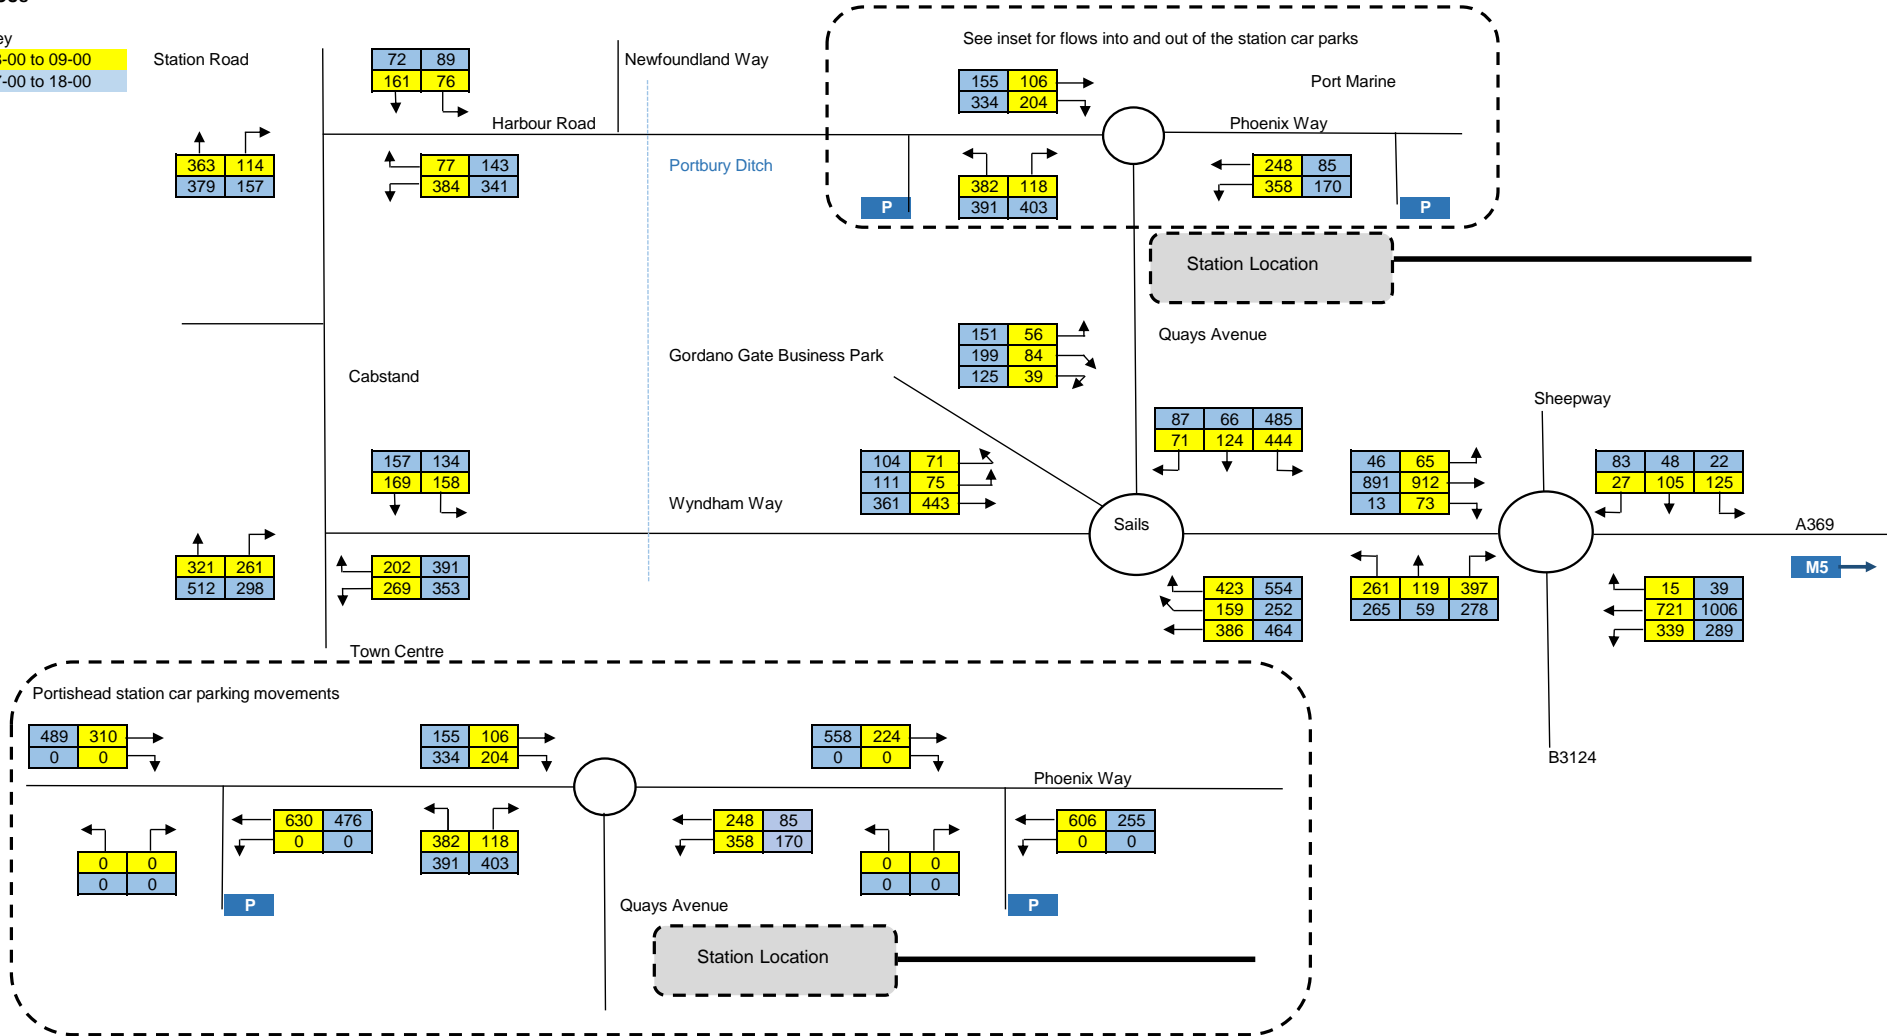 Station Road
-00 to 09-00
-00 to 18-00
72 89
161 76
Newfoundland Way
See inset for flows into and out of the station car parks
155 106
334 204
Port Marine
Harbour Road
Phoenix Way
363 114
379 157
77 143
384 341
Portbury Ditch
382 118
391 403
248 85
358 170
P
P
Station Location
Quays Avenue
151 56
199 84
125 39
Gordano Gate Business Park
Cabstand
Sheepway
87 66 485
71 124 444
157 134
169 158
104 71
111 75
361 443
46 65
891 912
13 73
83 48 22
27 105 125
Wyndham Way
Sails
A369
M5
321 261
512 298
202 391
269 353
423 554
159 252
386 464
261 119 397
265 59 278
15 39
721 1006
339 289
Town Centre
Portishead station car parking movements
489 310
0 0
155 106
334 204
558 224
0 0
B3124
Phoenix Way
630 476
0 0
382 118
391 403
248 85
358 170
606 255
0 0
0 0
0 0
0 0
0 0
P
Quays Avenue
P
Station Location